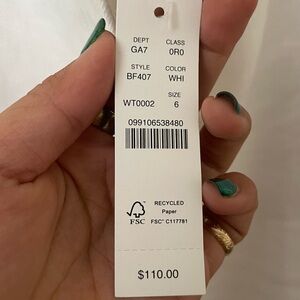 DEPT CLASS
GA7 0R0
STYLE COLOR
BF407 WHI
SIZE
WT0002 6
099106538480
RECYCLED
Paper
FSC FSC® C117781
$110.00